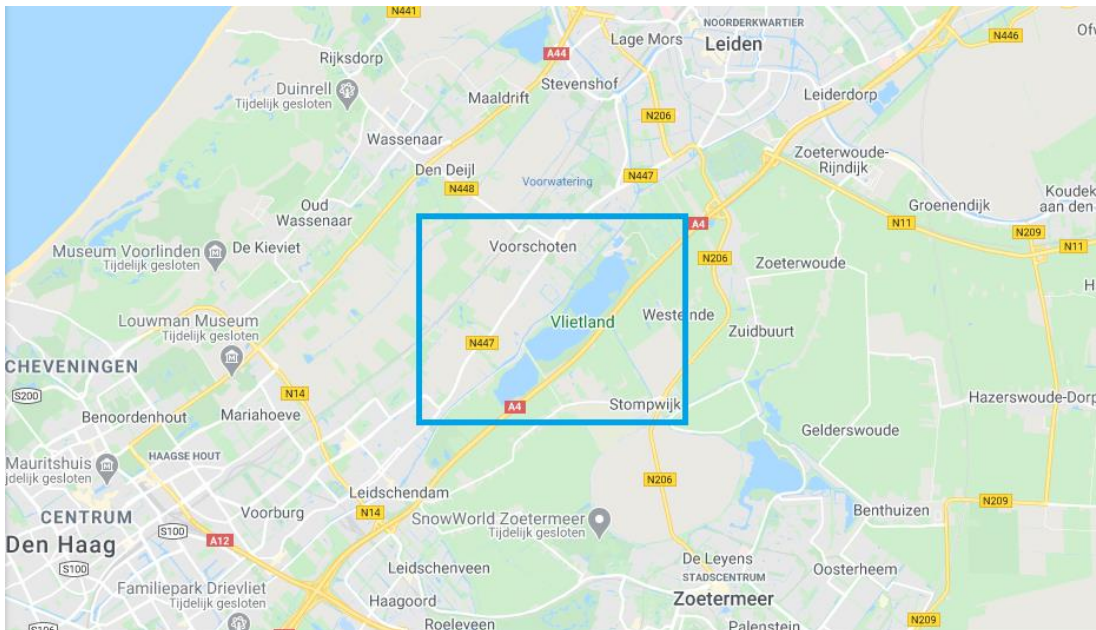 N441
NOORDERKWARTIER
Lage Mors
Leiden
N446
A44
Rijksdorp
Duinrell
Tijdelijk gesloten
Stevenshof
Maaldrift
Leiderdorp
N206
Wassenaar
Zoeterwoude-
Rijndijk
Den Deijl
N448
Voorwatering
N447
Koudek
aan den-
Groenendijk
Oud
Wassenaar
N11
N209
N11
A4
Museum Voorlinden
Tijdelijk gesloten
De Kieviet
Voorschoten
N206
Zoeterwoude
Louwman Museum
Tijdelijk gesloten
Vlietland
Westeinde
Zuidbuurt
N447
CHEVENINGEN
S200
N14
Benoordenhout
Mariahoeve
A4
Stompwijk
Hazerswoude-Dorp
Gelderswoude
Mauritshuis
jdelijk gesloten
HAAGSE HOUT
N206
Leidschendam
N209
CENTRUM
S100
Voorburg
N14
SnowWorld Zoetermeer
Tijdelijk gesloten
Benthuizen
Den Haag
A12
S100
Leidschenveen
De Leyens
STADSCENTRUM
Oosterheem
Familiepark Drievliet
Tijdelijk gesloten
Haagoord
Zoetermeer
N209
Roeleveen
Palenstein
S106